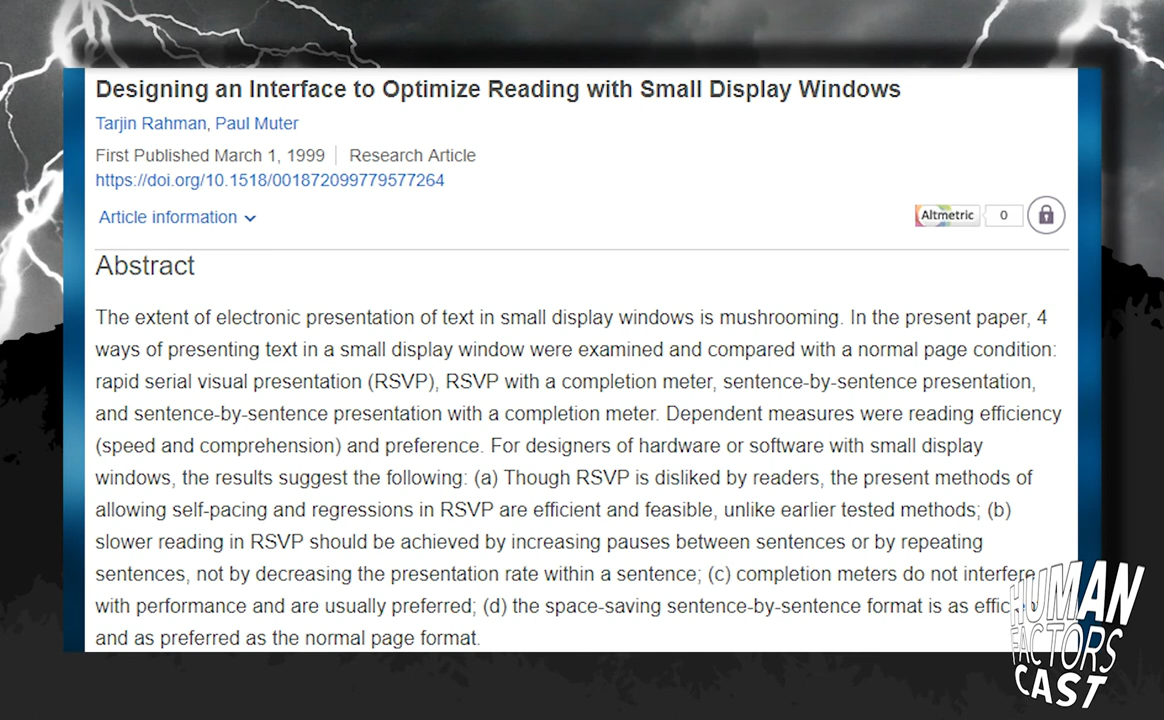 Designing an Interface to Optimize Reading with Small Display Windows
Tarjin Rahman, Paul Muter
First Published March 1, 1999 | Research Article
https://doi.org/10.1518/001872099779577264
Article information
Altmetric 0
Abstract
The extent of electronic presentation of text in small display windows is mushrooming. In the present paper, 4
ways of presenting text in a small display window were examined and compared with a normal page condition:
rapid serial visual presentation (RSVP), RSVP with a completion meter, sentence-by-sentence presentation,
and sentence-by-sentence presentation with a completion meter. Dependent measures were reading efficiency
(speed and comprehension) and preference. For designers of hardware or software with small display
windows, the results suggest the following: (a) Though RSVP is disliked by readers, the present methods of
allowing self-pacing and regressions in RSVP are efficient and feasible, unlike earlier tested methods; (b)
slower reading in RSVP should be achieved by increasing pauses between sentences or by repeating
sentences, not by decreasing the presentation rate within a sentence; (c) completion meters do not interfere
with performance and are usually preferred; (d) the space-saving sentence-by-sentence format is as
and as preferred as the normal page format.
HUMAN
FACTORS
CAST